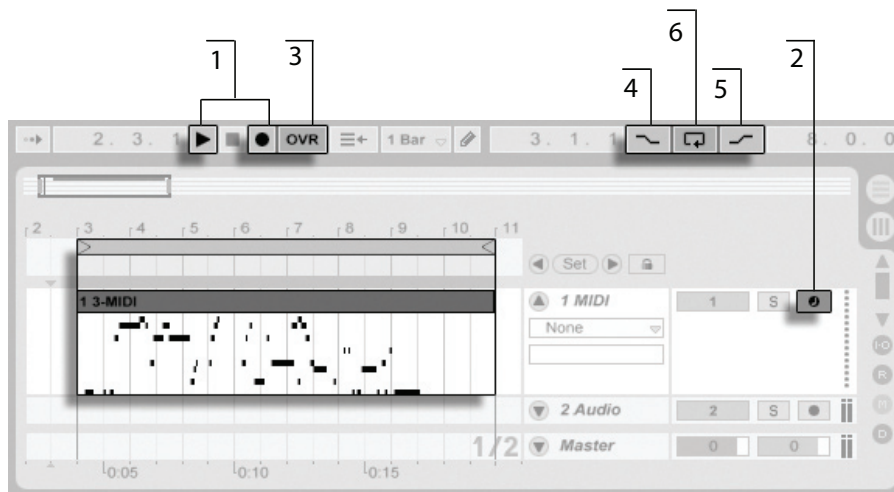 1 3 6 4 5 2
2. 3. 1 OVR 1 Bar 3. 1. 1 8. 0. 0
2 3 4 5 6 7 8 9 10 11
Set
1 3-MIDI
1 MIDI 1 S
None
I-O
R
2 Audio 2 S M
1/2 Master 0 0 D
0:05 0:10 0:15